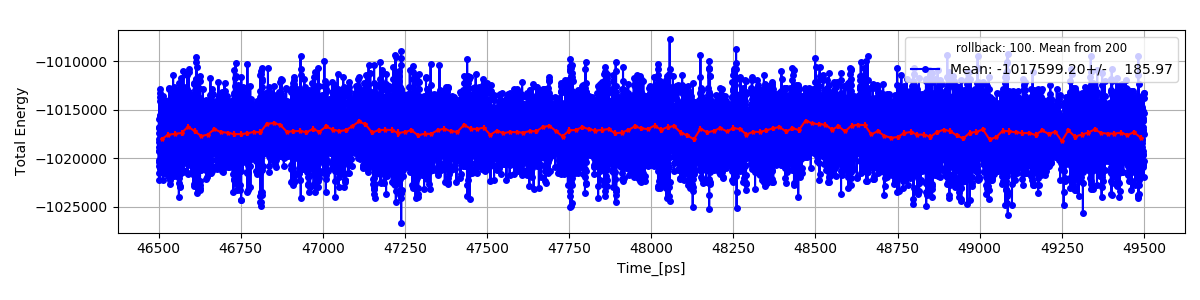 rollback: 100. Mean from 200
Mean: -1017599.20+/- 185.97
−1010000
−1015000
−1020000
−1025000
Total Energy
46500 46750 47000 47250 47500 47750 48000 48250 48500 48750 49000 49250 49500
Time_[ps]